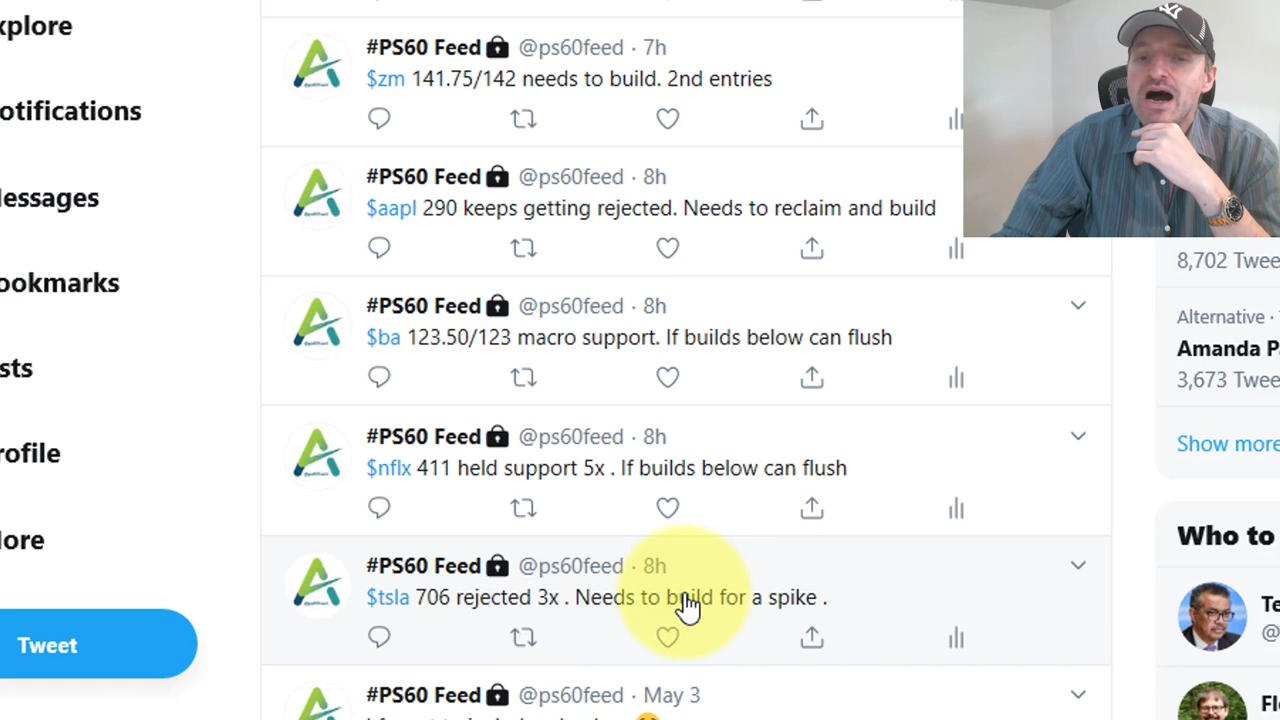 xplore
otifications
lessages
ookmarks
sts
rofile
lore
Tweet
#PS60 Feed @ps60feed · 7h
$zm 141.75/142 needs to build. 2nd entries
#PS60 Feed @ps60feed · 8h
$aapl 290 keeps getting rejected. Needs to reclaim and build
#PS60 Feed @ps60feed · 8h
$ba 123.50/123 macro support. If builds below can flush
#PS60 Feed @ps60feed · 8h
$nflx 411 held support 5x . If builds below can flush
#PS60 Feed @ps60feed · 8h
$tsla 706 rejected 3x . Needs to build for a spike .
#PS60 Feed @ps60feed · May 3
8,702 Twee
Alternative ·
Amanda P
3,673 Twee
Show more
Who to
Te
@
Fl